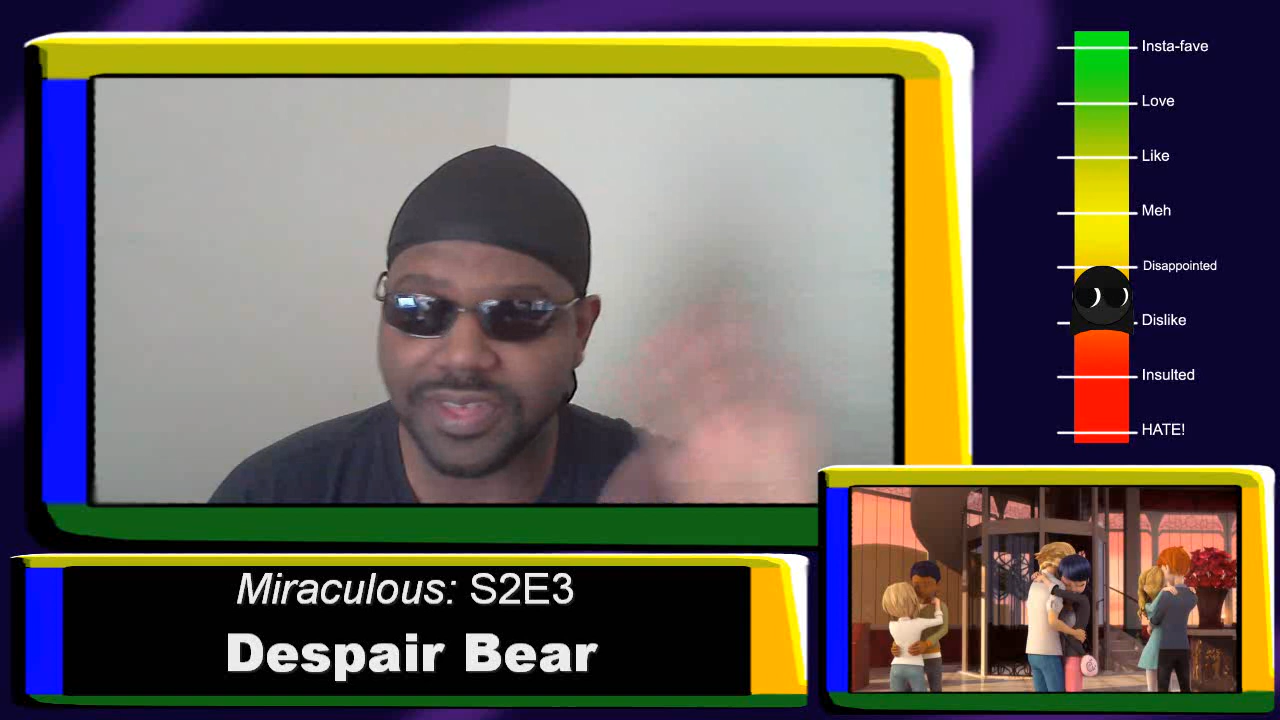 Insta-fave
Love
Like
Meh
Disappointed
Dislike
Insulted
HATE!
Miraculous: S2E3
Despair Bear